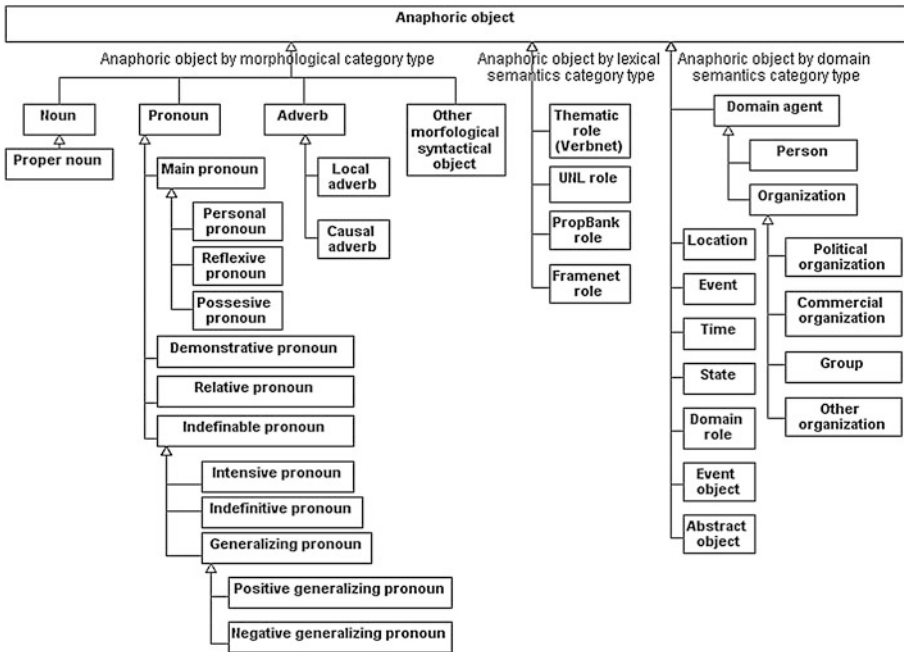 Anaphoric object
Anaphoric object by morphological category type
Noun
Proper noun
Pronoun
Main pronoun
Personal
pronoun
Reflexive
pronoun
Possesive
pronoun
Demonstrative pronoun
Relative pronoun
Indefinable pronoun
Intensive pronoun
Indefinitive pronoun
Generalizing pronoun
Positive generalizing pronoun
Negative generalizing pronoun
Adverb
Local
adverb
Causal
adverb
Other
morfological
syntactical
object
Anaphoric object by lexical
semantics category type
Thematic
role
(Verbnet)
UNL role
PropBank
role
Framenet
role
Anaphoric object by domain
semantics category type
Domain agent
Person
Organization
Political
organization
Commercial
organization
Group
Other
organization
Location
Event
Time
State
Domain
role
Event
object
Abstract
object